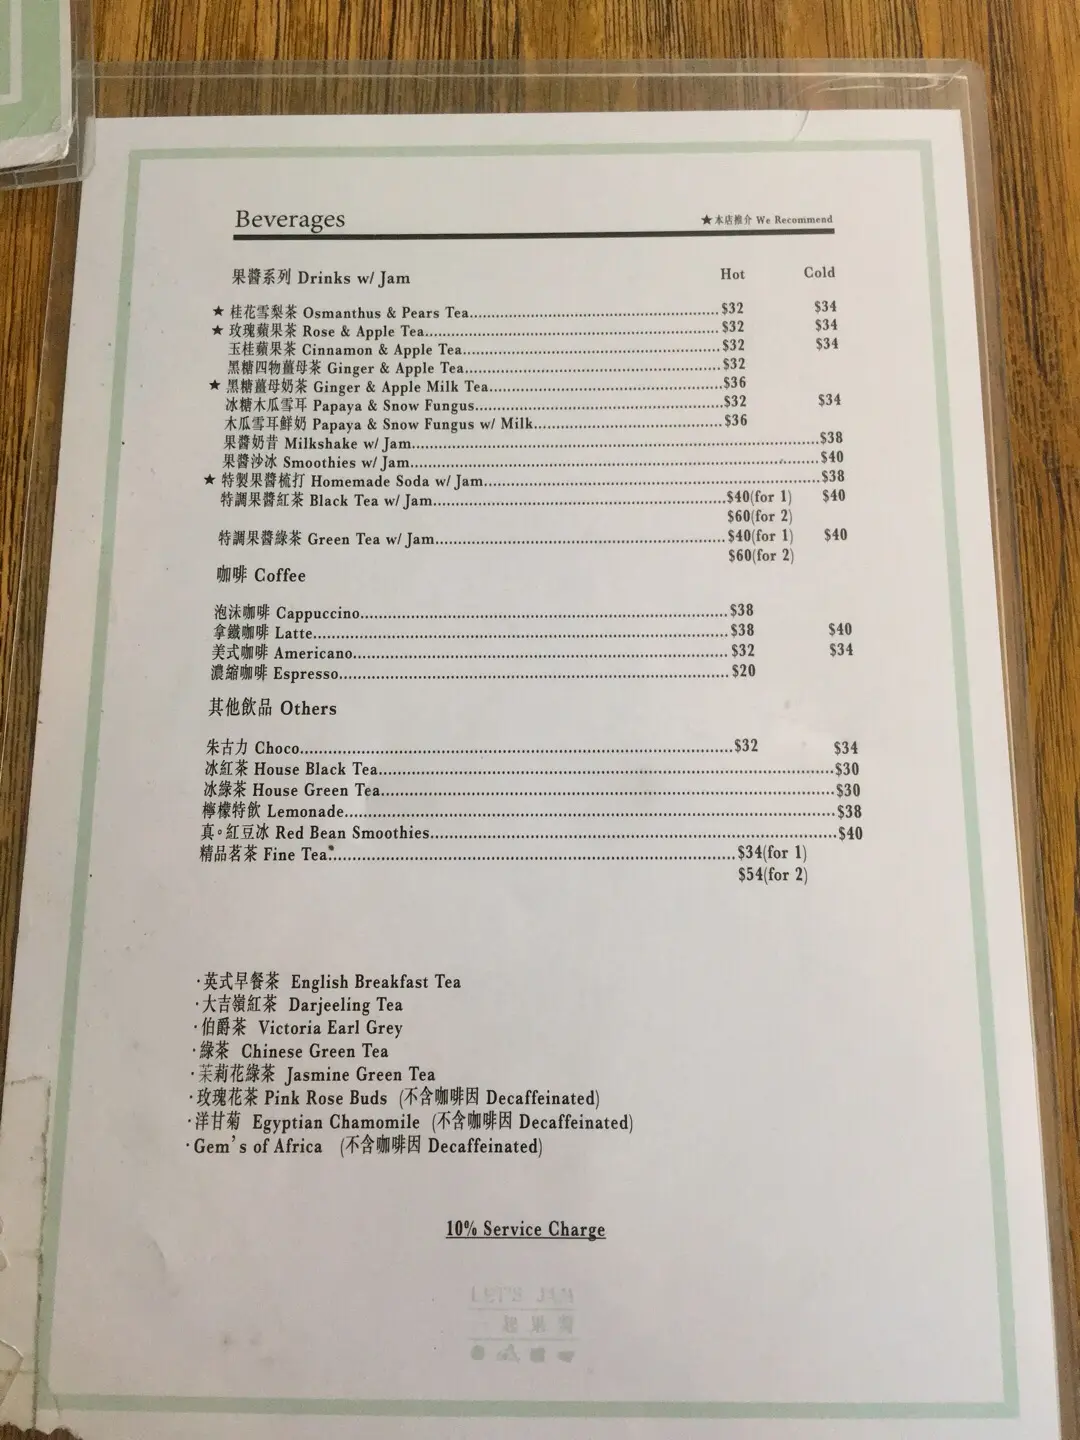 Beverages ★本店推介 We Recommend
果醬系列 Drinks w/ Jam Hot Cold
★ 桂花雪梨茶 Osmanthus & Pears Tea........$32 $34
★ 玫瑰蘋果茶 Rose & Apple Tea........$32 $34
玉桂蘋果茶 Cinnamon & Apple Tea........$32 $34
黑糖四物薑母茶 Ginger & Apple Tea........$32
★ 黑糖薑母奶茶 Ginger & Apple Milk Tea........$36
冰糖木瓜雪耳 Papaya & Snow Fungus........$32 $34
木瓜雪耳鮮奶 Papaya & Snow Fungus w/ Milk........$36
果醬奶昔 Milkshake w/ Jam........$38
果醬沙冰 Smoothies w/ Jam........$40
★ 特製果醬梳打 Homemade Soda w/ Jam........$38
特調果醬紅茶 Black Tea w/ Jam........$40(for 1) $40
$60(for 2)
特調果醬綠茶 Green Tea w/ Jam........$40(for 1) $40
$60(for 2)
咖啡 Coffee
泡沫咖啡 Cappuccino........$38
拿鐵咖啡 Latte........$38 $40
美式咖啡 Americano........$32 $34
濃縮咖啡 Espresso........$20
其他飲品 Others
朱古力 Choco........$32 $34
冰紅茶 House Black Tea........$30
冰綠茶 House Green Tea........$30
檸檬特飲 Lemonade........$38
真。紅豆冰 Red Bean Smoothies........$40
精品茗茶 Fine Tea*........$34(for 1)
$54(for 2)
·英式早餐茶 English Breakfast Tea
·大吉嶺紅茶 Darjeeling Tea
·伯爵茶 Victoria Earl Grey
·綠茶 Chinese Green Tea
·茉莉花綠茶 Jasmine Green Tea
·玫瑰花茶 Pink Rose Buds (不含咖啡因 Decaffeinated)
·洋甘菊 Egyptian Chamomile (不含咖啡因 Decaffeinated)
·Gem's of Africa (不含咖啡因 Decaffeinated)
10% Service Charge